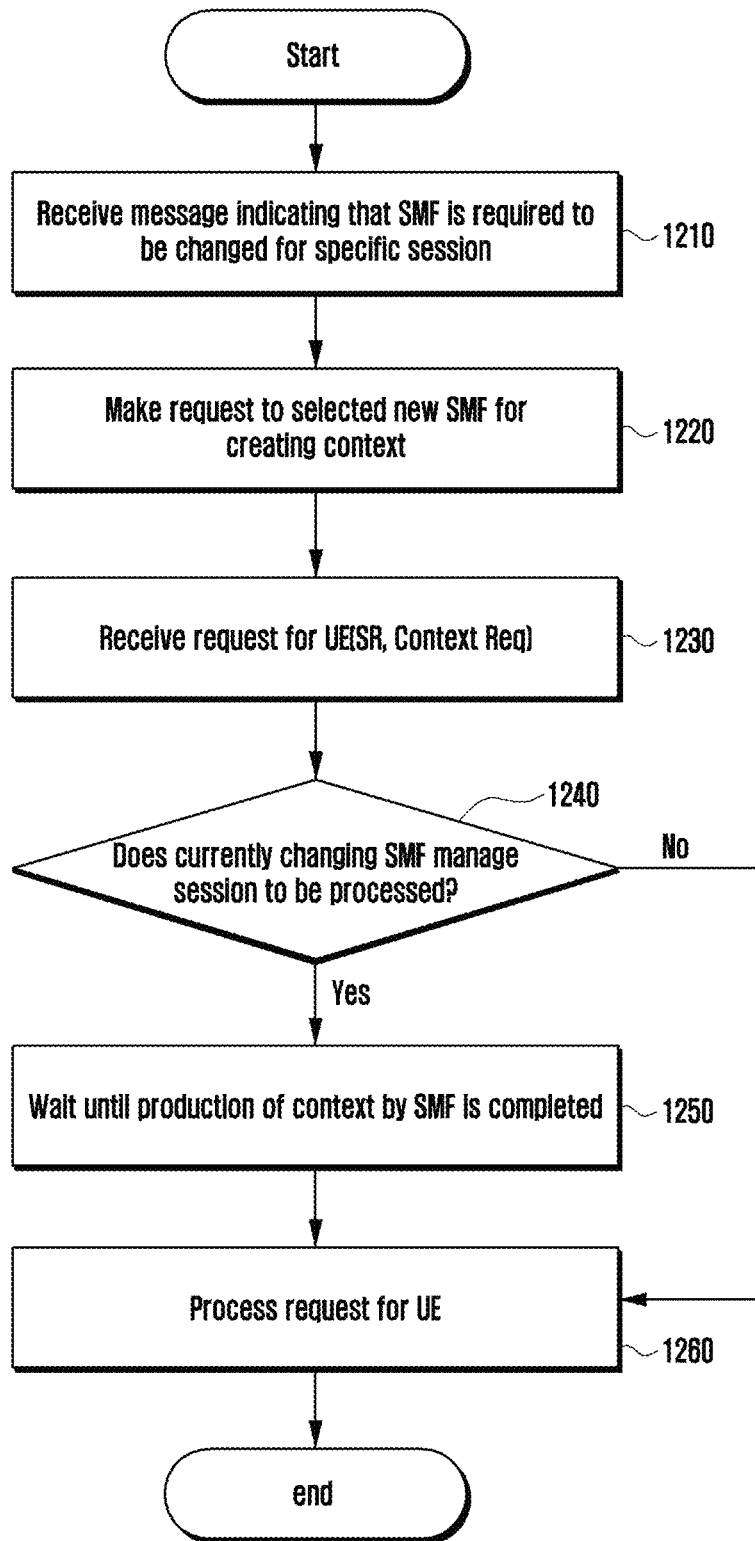 Start
Receive message indicating that SMF is required to
be changed for specific session
1210
Make request to selected new SMF for
creating context
1220
Receive request for UE(SR, Context Req)
1230
1240
Does currently changing SMF manage
session to be processed?
No
Yes
Wait until production of context by SMF is completed
1250
Process request for UE
1260
end